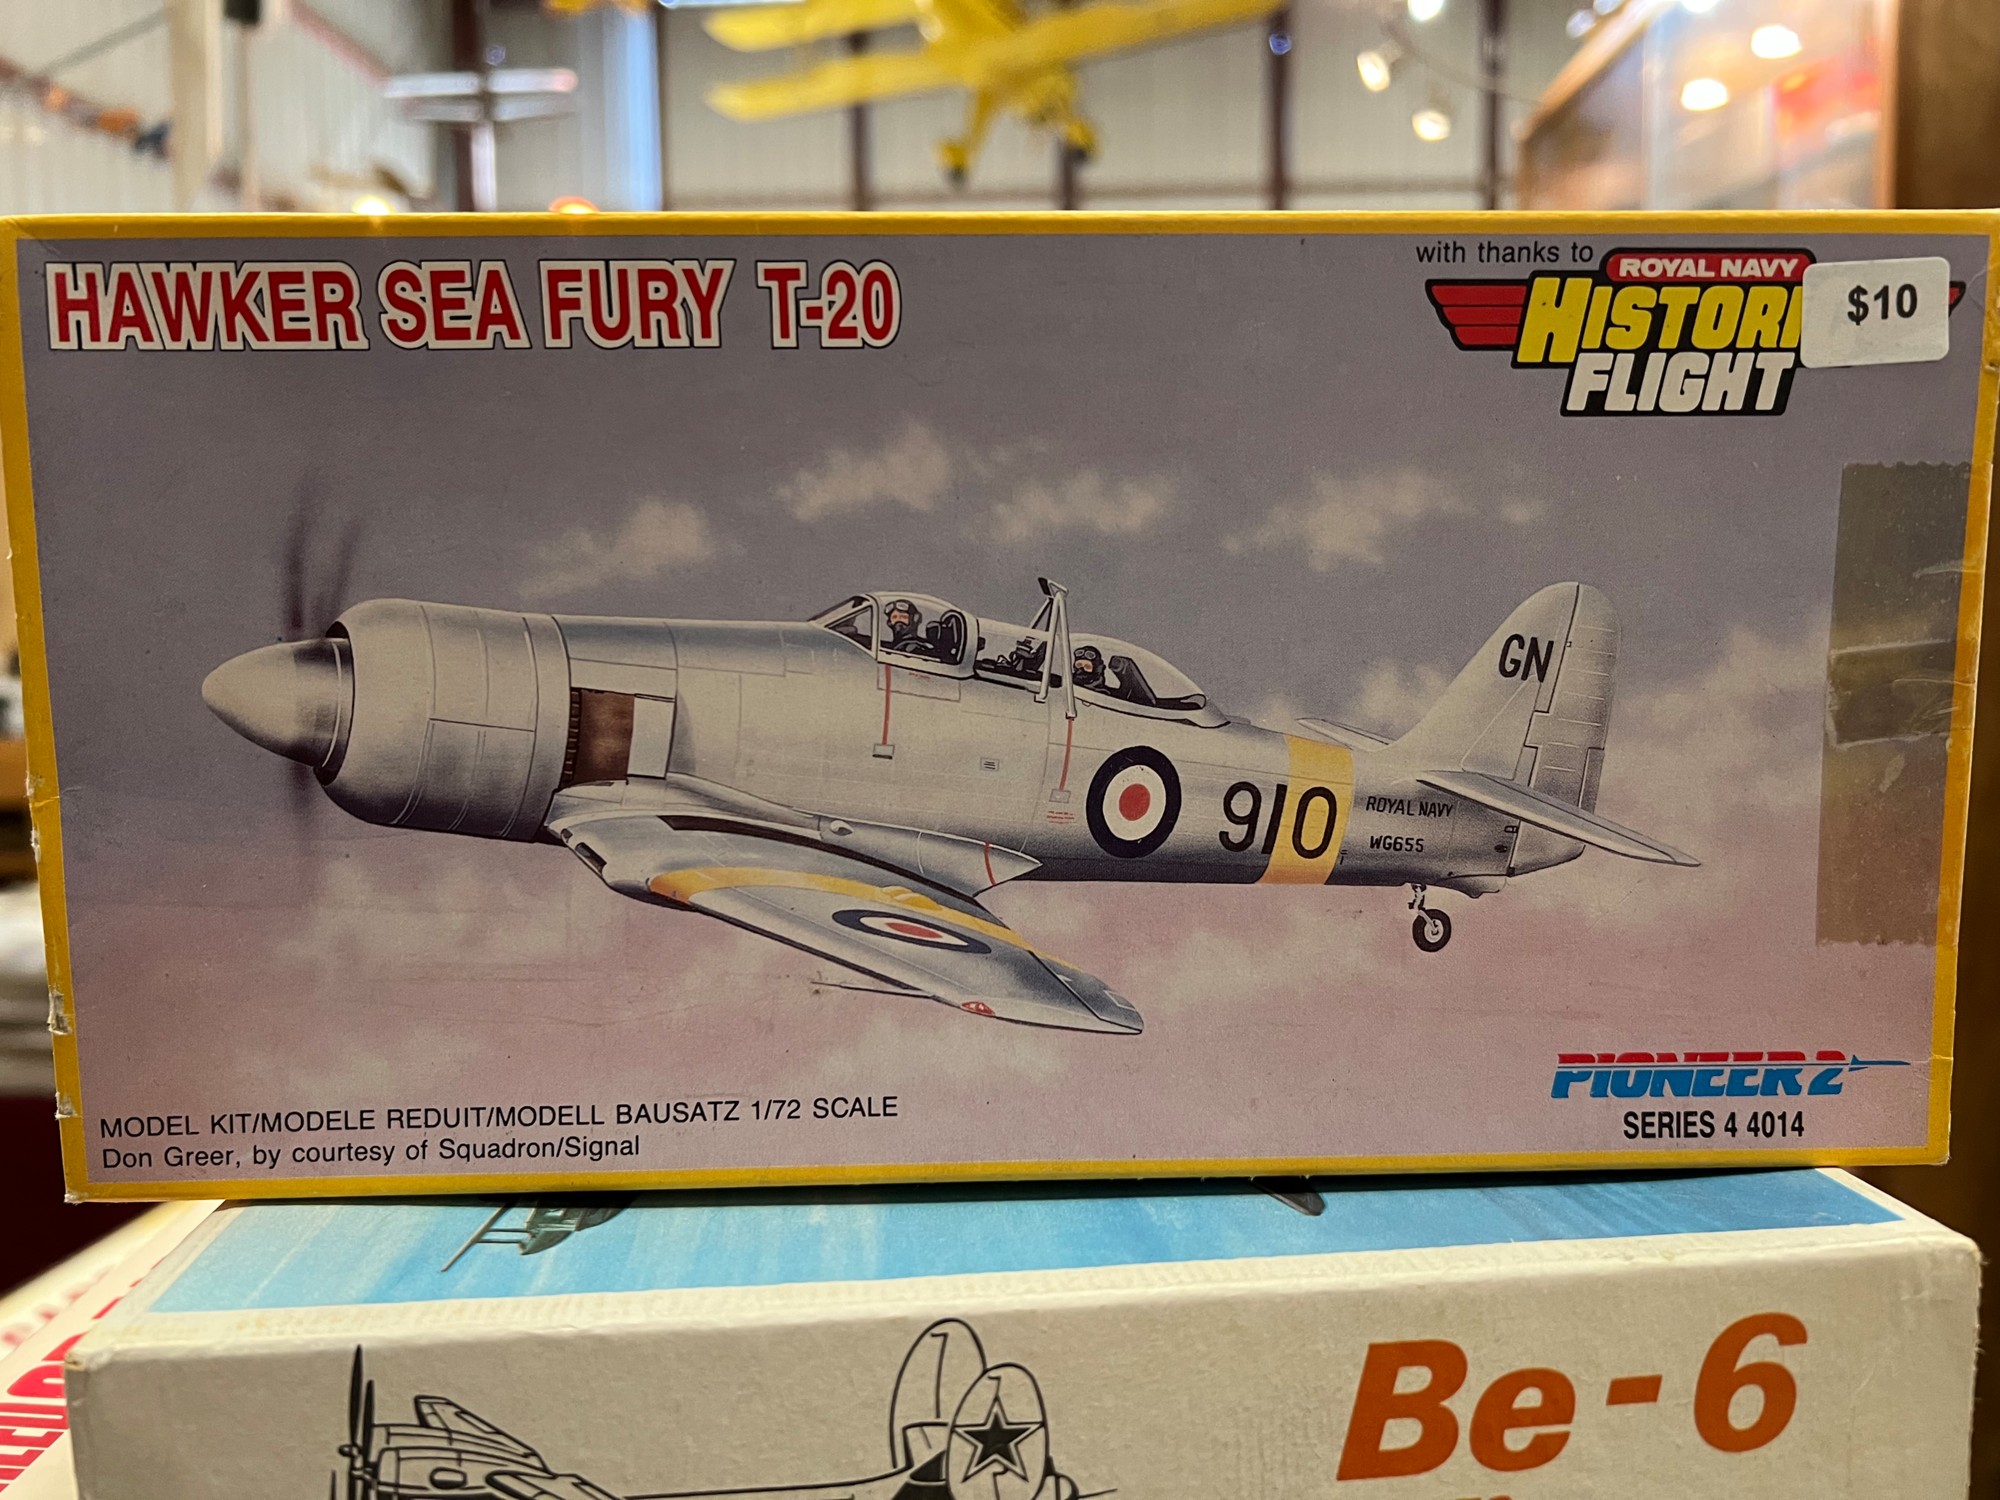 HAWKER SEA FURY T-20
with thanks to
ROYAL NAVY
$10
FLIGHT
GN
910
ROYAL NAVY
WG655
PIONEER 2
SERIES 4 4014
MODEL KIT/MODELE REDUIT/MODELL BAUSATZ 1/72 SCALE
Don Greer, by courtesy of Squadron/Signal
Be-6